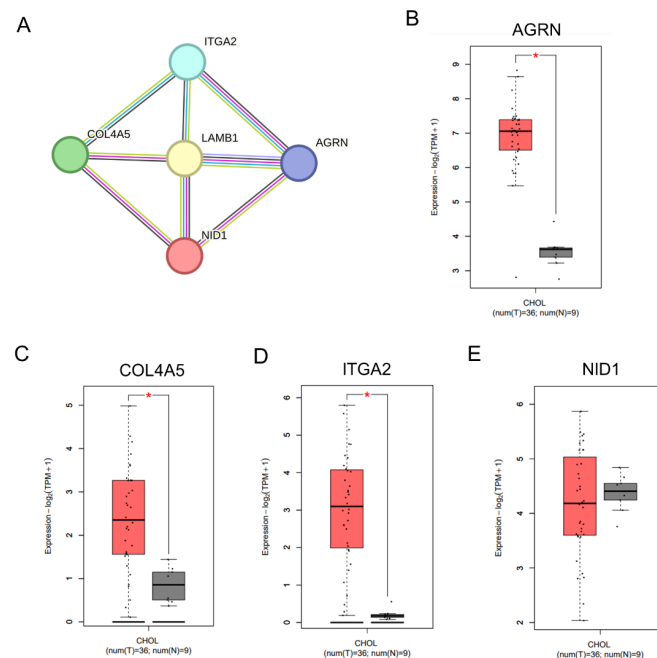 A
ITGA2
COL4A5
LAMB1
AGRN
NID1
B
AGRN
*
Expression − log₂(TPM + 1)
9
8
7
6
5
4
3
CHOL
(num(T)=36; num(N)=9)
C
COL4A5
*
Expression − log₂(TPM + 1)
5
4
3
2
1
0
CHOL
(num(T)=36; num(N)=9)
D
ITGA2
*
Expression − log₂(TPM + 1)
6
5
4
3
2
1
0
CHOL
(num(T)=36; num(N)=9)
E
NID1
Expression − log₂(TPM + 1)
6
5
4
3
2
CHOL
(num(T)=36; num(N)=9)